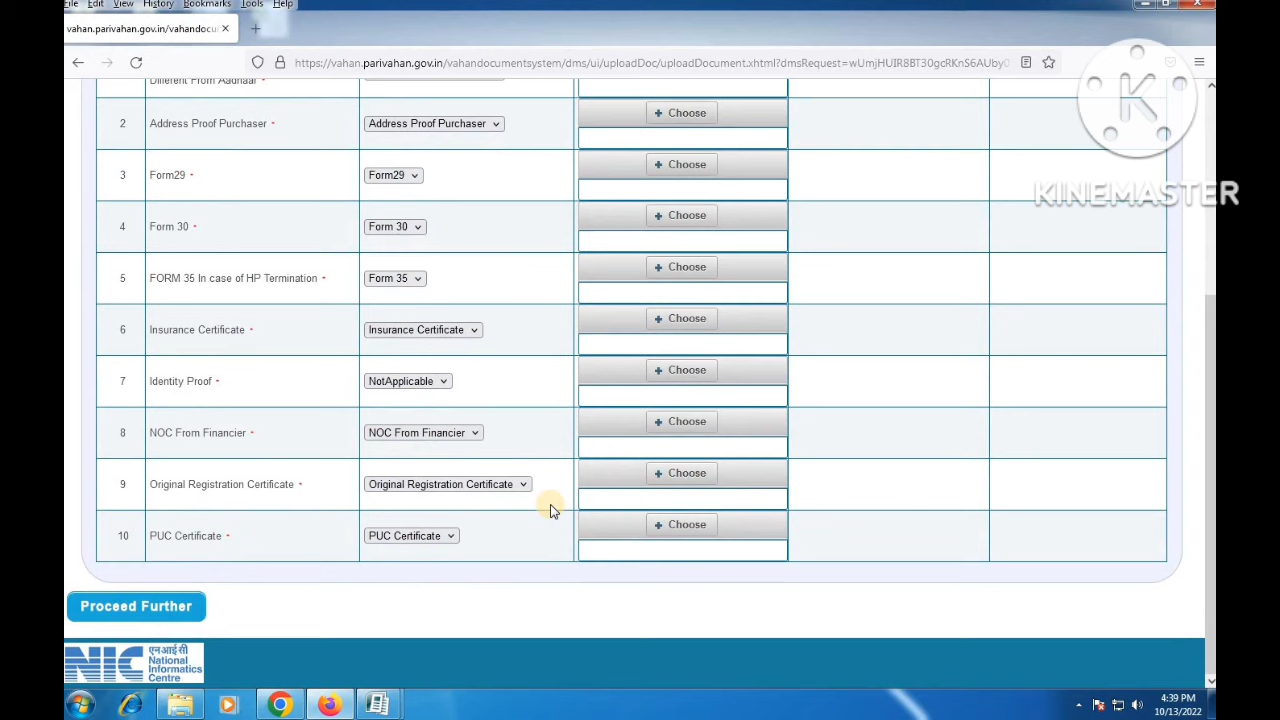 File Edit View History Bookmarks Tools Help
vahan.parivahan.gov.in/vahandocu
https://vahan.parivahan.gov.in/vahandocumentsystem/dms/ui/uploadDoc/uploadDocument.xhtml?dmsRequest=wUmjHUIR8BT30gcRKnS6AUby0
KINEMASTER
Different From Aadhaar *
2 Address Proof Purchaser * Address Proof Purchaser + Choose
3 Form29 * Form29 + Choose
4 Form 30 * Form 30 + Choose
5 FORM 35 In case of HP Termination * Form 35 + Choose
6 Insurance Certificate * Insurance Certificate + Choose
7 Identity Proof * NotApplicable + Choose
8 NOC From Financier * NOC From Financier + Choose
9 Original Registration Certificate * Original Registration Certificate + Choose
10 PUC Certificate * PUC Certificate + Choose
Proceed Further
NIC
एन आई सी
National
Informatics
Centre
4:39 PM
10/13/2022